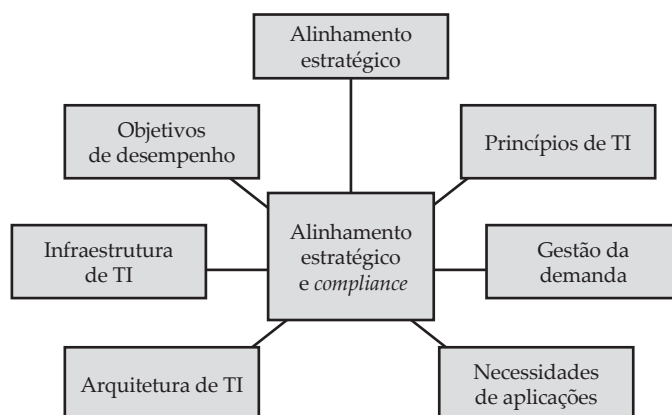 Alinhamento
estratégico
Objetivos
de desempenho
Princípios de TI
Alinhamento
estratégico
e compliance
Infraestrutura
de TI
Gestão da
demanda
Arquitetura de TI
Necessidades
de aplicações